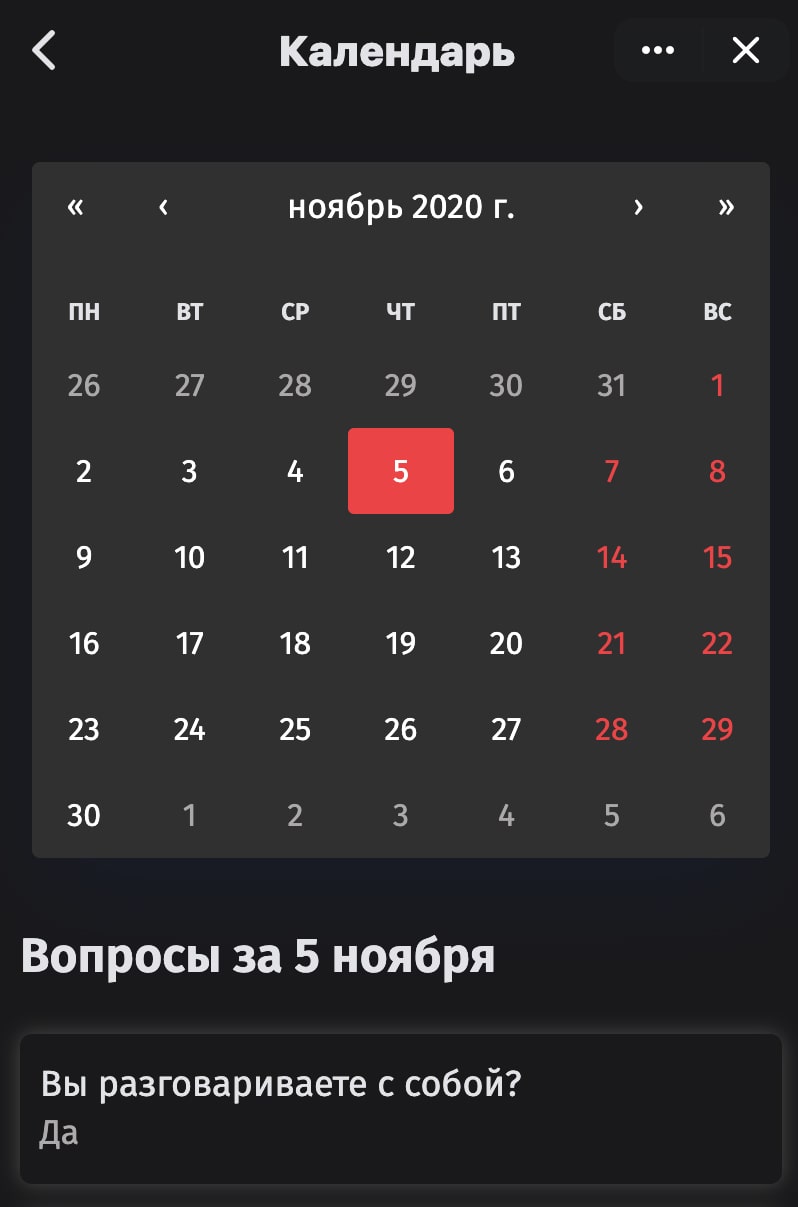 Календарь
« ‹ ноябрь 2020 г. › »
ПН ВТ СР ЧТ ПТ СБ ВС
26 27 28 29 30 31 1
2 3 4 5 6 7 8
9 10 11 12 13 14 15
16 17 18 19 20 21 22
23 24 25 26 27 28 29
30 1 2 3 4 5 6
Вопросы за 5 ноября
Вы разговариваете с собой?
Да